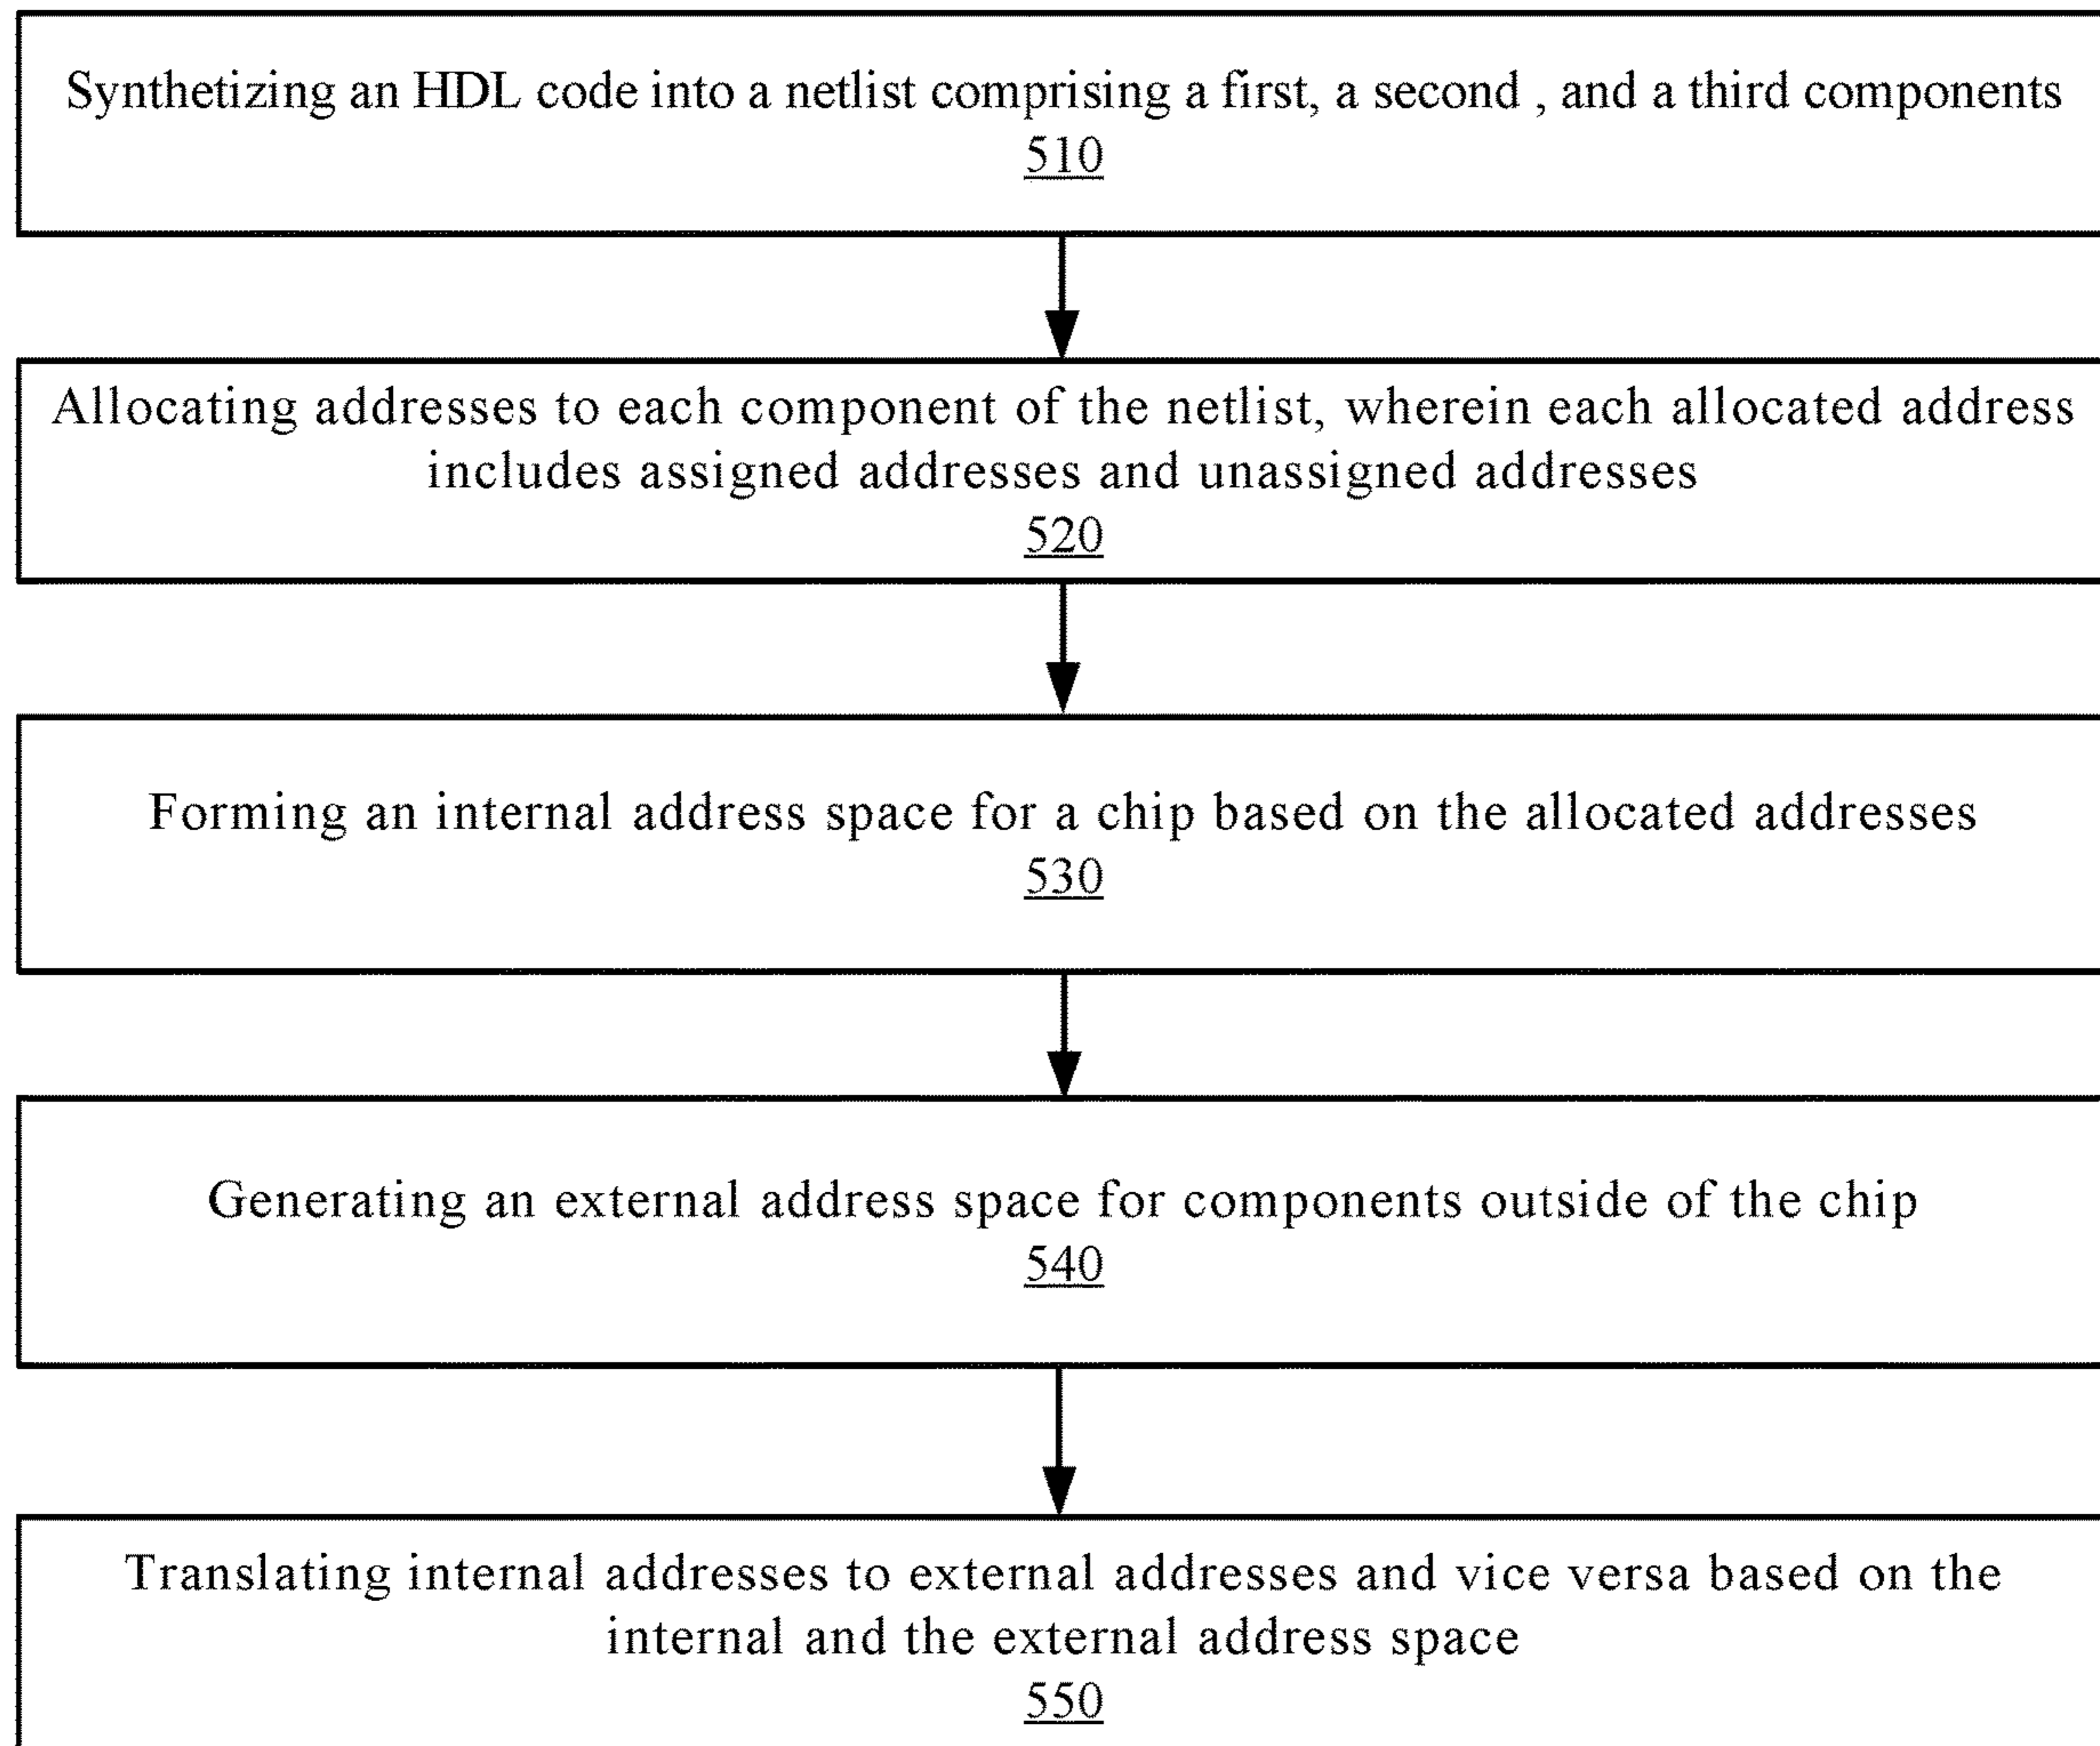 Synthetizing an HDL code into a netlist comprising a first, a second , and a third components
510
Allocating addresses to each component of the netlist, wherein each allocated address
includes assigned addresses and unassigned addresses
520
Forming an internal address space for a chip based on the allocated addresses
530
Generating an external address space for components outside of the chip
540
Translating internal addresses to external addresses and vice versa based on the
internal and the external address space
550